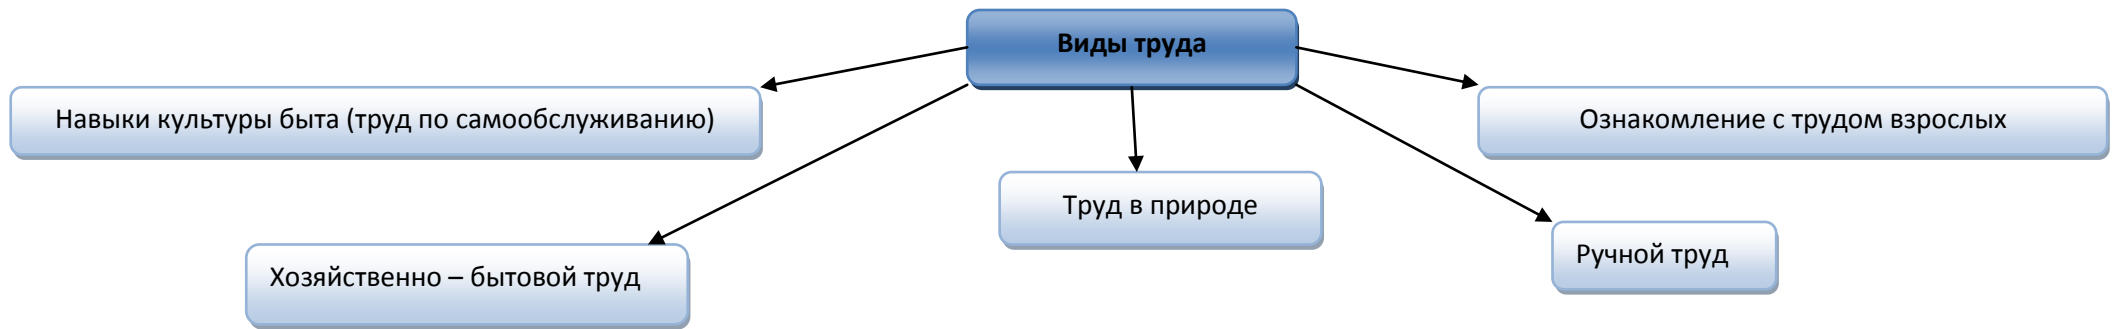 Виды труда
Навыки культуры быта (труд по самообслуживанию)
Ознакомление с трудом взрослых
Труд в природе
Хозяйственно – бытовой труд
Ручной труд